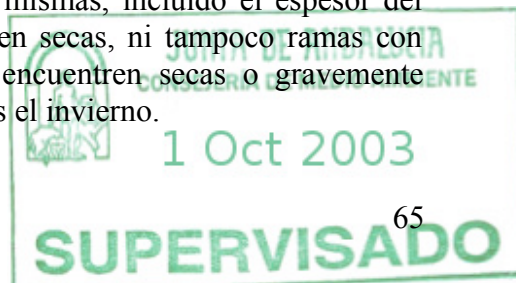 mismas, incluido el espesor del
en secas, ni tampoco ramas con
JUNTA DE ANDALUCIA
encuentren secas o gravemente
CONSEJERIA DE MEDIO AMBIENTE
s el invierno.
1 Oct 2003
65
SUPERVISADO